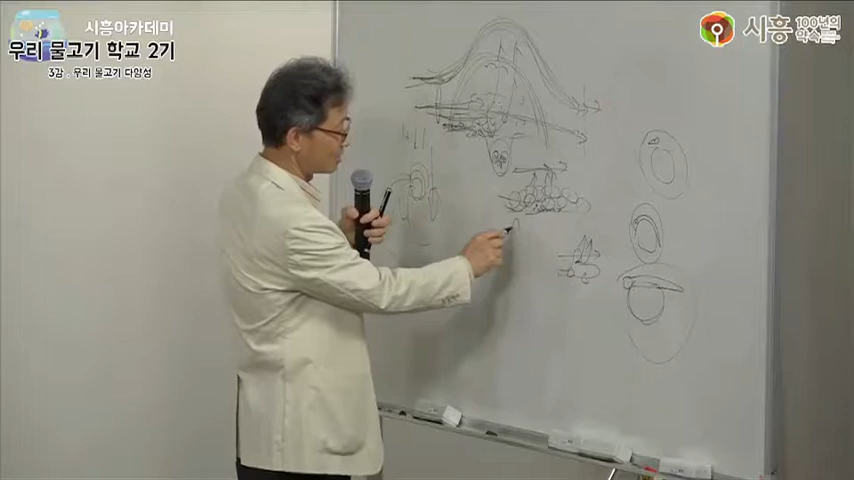 시흥아카데미
우리 물고기 학교 2기
3강. 우리 물고기 다양성
시흥 100년의
약속